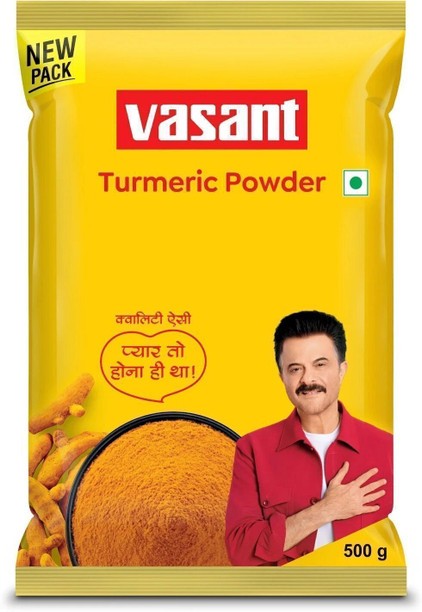 NEW
PACK
vasant
Turmeric Powder
क्वालिटी ऐसी
प्यार तो
होना ही था!
500 g